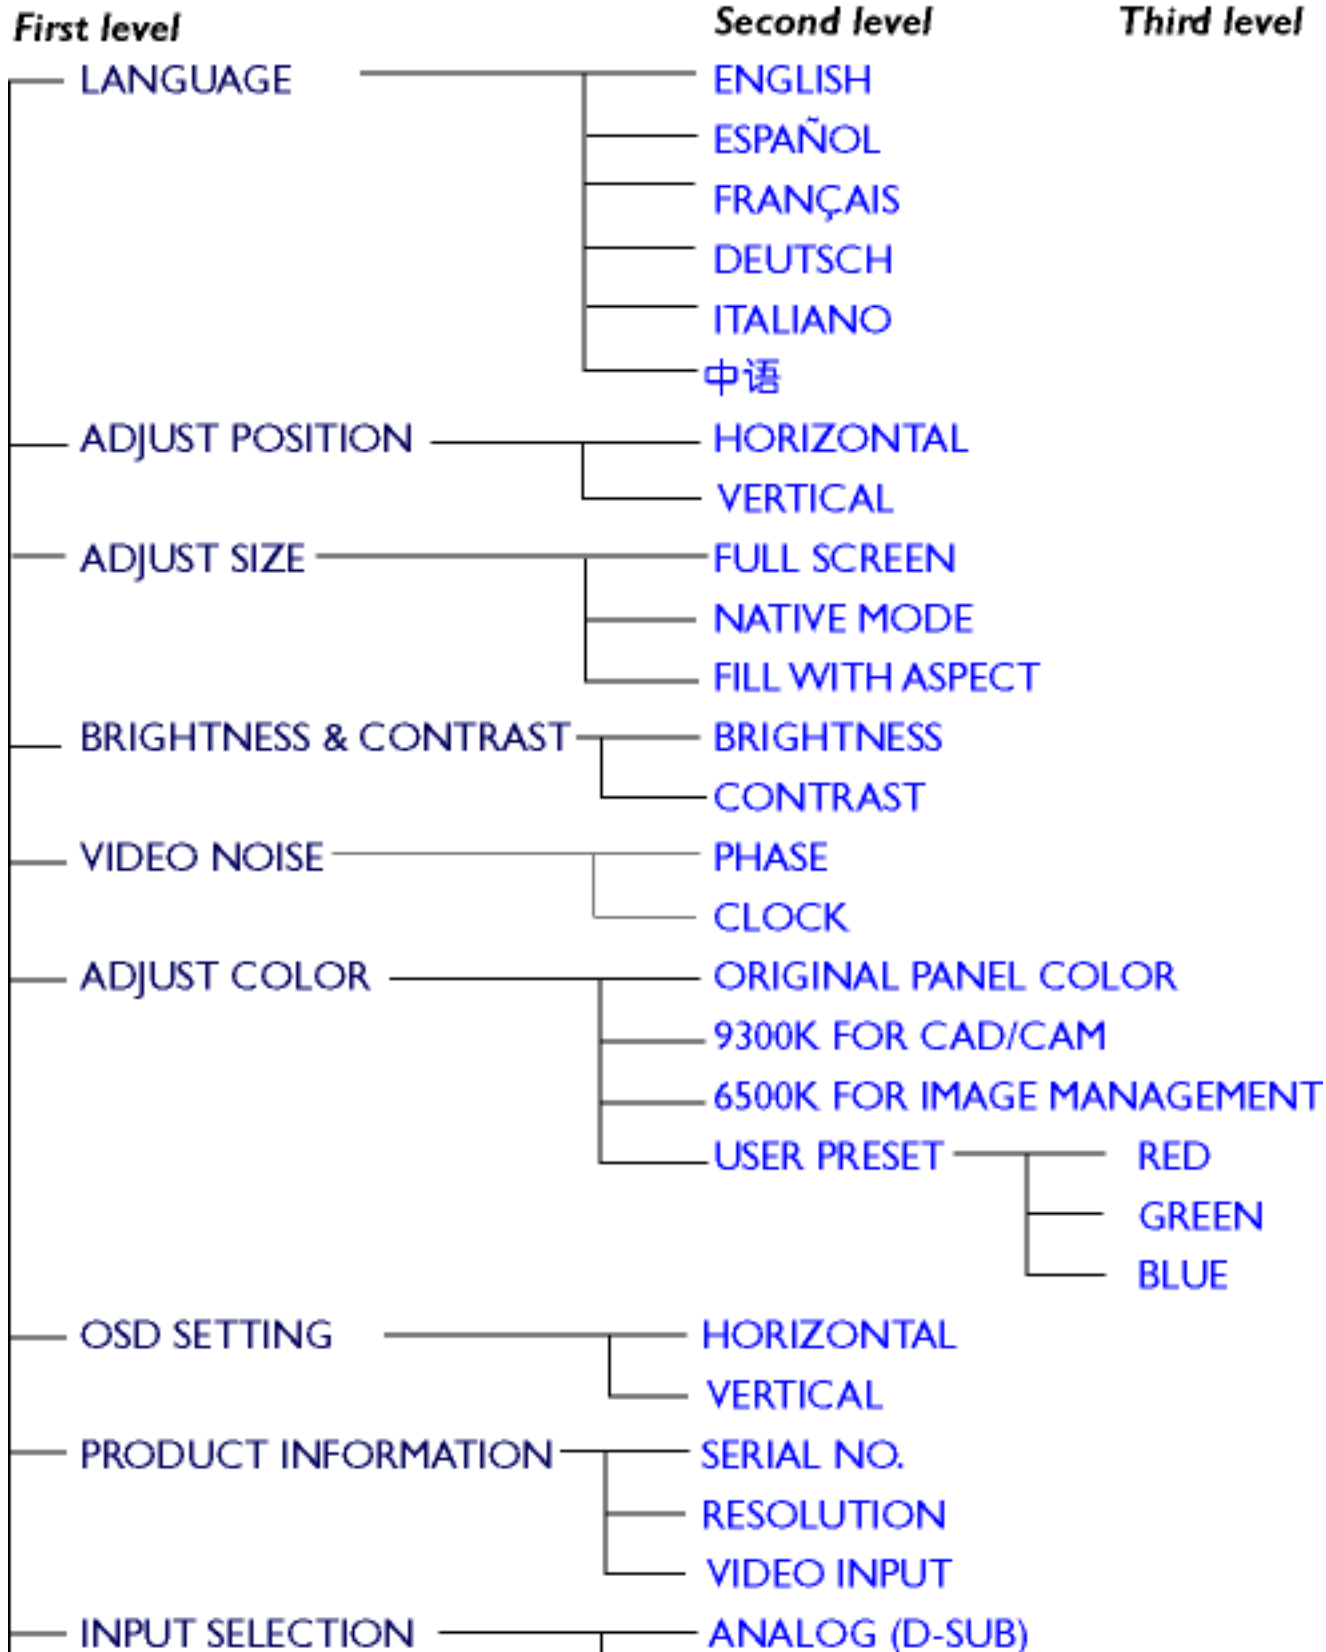 First level Second level Third level
LANGUAGE ENGLISH
ESPAÑOL
FRANÇAIS
DEUTSCH
ITALIANO
中语
ADJUST POSITION HORIZONTAL
VERTICAL
ADJUST SIZE FULL SCREEN
NATIVE MODE
FILL WITH ASPECT
BRIGHTNESS & CONTRAST BRIGHTNESS
CONTRAST
VIDEO NOISE PHASE
CLOCK
ADJUST COLOR ORIGINAL PANEL COLOR
9300K FOR CAD/CAM
6500K FOR IMAGE MANAGEMENT
USER PRESET RED
GREEN
BLUE
OSD SETTING HORIZONTAL
VERTICAL
PRODUCT INFORMATION SERIAL NO.
RESOLUTION
VIDEO INPUT
INPUT SELECTION ANALOG (D-SUB)